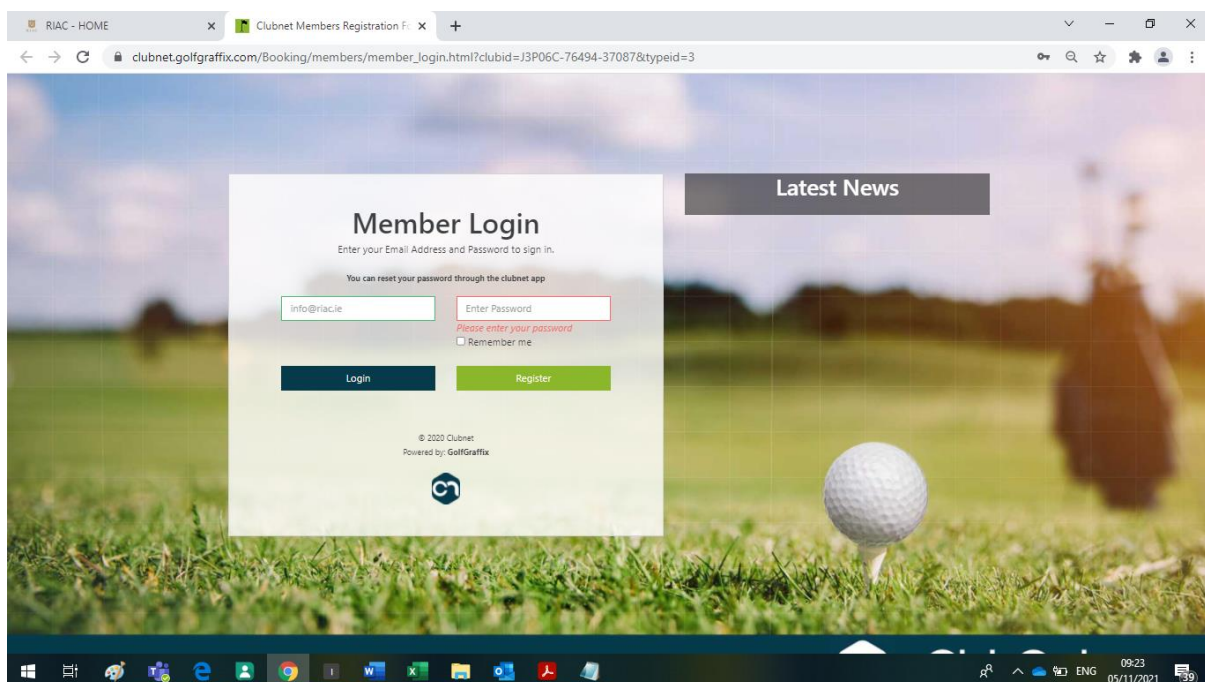 RIAC - HOME
Clubnet Members Registration Fo
clubnet.golfgraffix.com/Booking/members/member_login.html?clubid=J3P06C-76494-37087&typeid=3
Latest News
Member Login
Enter your Email Address and Password to sign in.
You can reset your password through the clubnet app
info@riac.ie
Enter Password
Please enter your password
Remember me
Login
Register
© 2020 Clubnet
Powered by: GolfGraffix
cn
ENG
09:23
05/11/2021
39